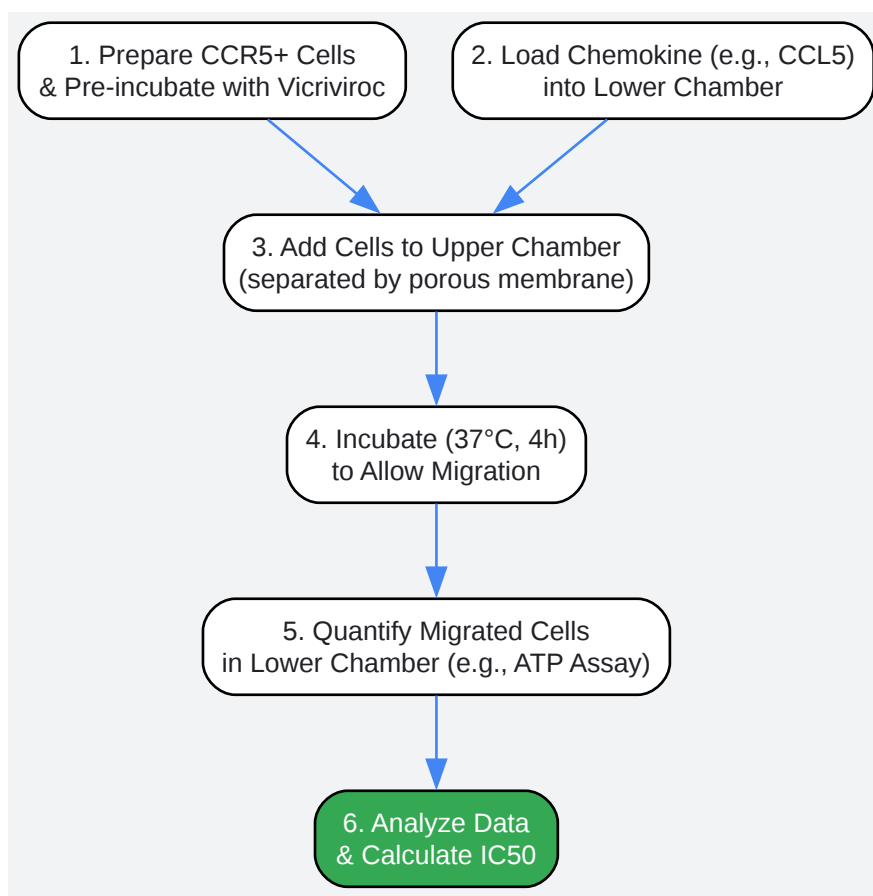 1. Prepare CCR5+ Cells
& Pre-incubate with Vicriviroc
2. Load Chemokine (e.g., CCL5)
into Lower Chamber
3. Add Cells to Upper Chamber
(separated by porous membrane)
4. Incubate (37°C, 4h)
to Allow Migration
5. Quantify Migrated Cells
in Lower Chamber (e.g., ATP Assay)
6. Analyze Data
& Calculate IC50